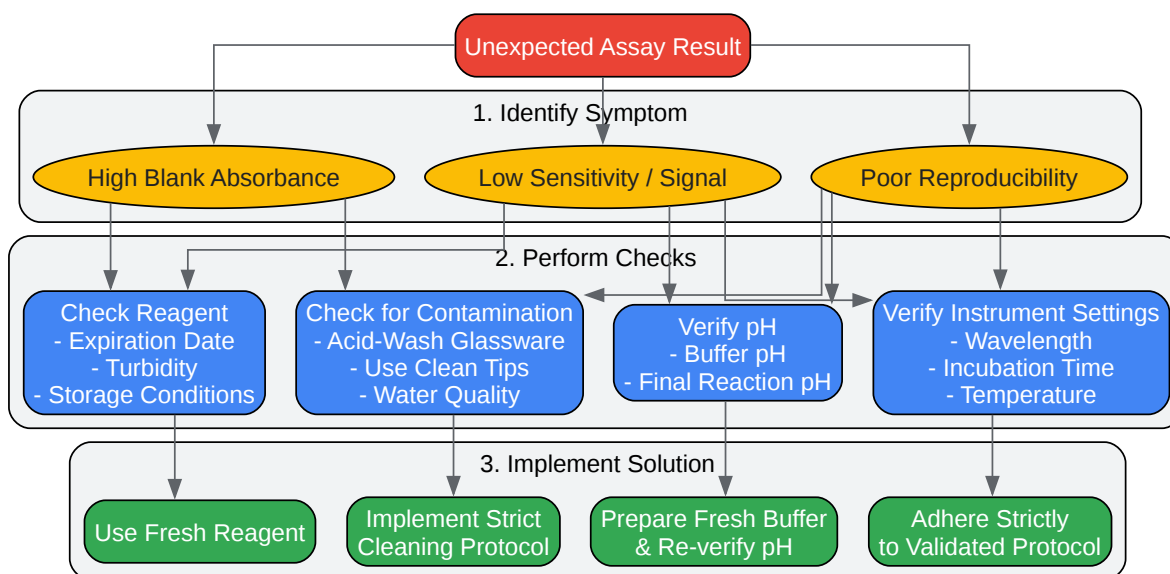 Unexpected Assay Result
1. Identify Symptom
High Blank Absorbance
Low Sensitivity / Signal
Poor Reproducibility
2. Perform Checks
Check Reagent
- Expiration Date
- Turbidity
- Storage Conditions
Check for Contamination
- Acid-Wash Glassware
- Use Clean Tips
- Water Quality
Verify pH
- Buffer pH
- Final Reaction pH
Verify Instrument Settings
- Wavelength
- Incubation Time
- Temperature
3. Implement Solution
Use Fresh Reagent
Implement Strict
Cleaning Protocol
Prepare Fresh Buffer
& Re-verify pH
Adhere Strictly
to Validated Protocol